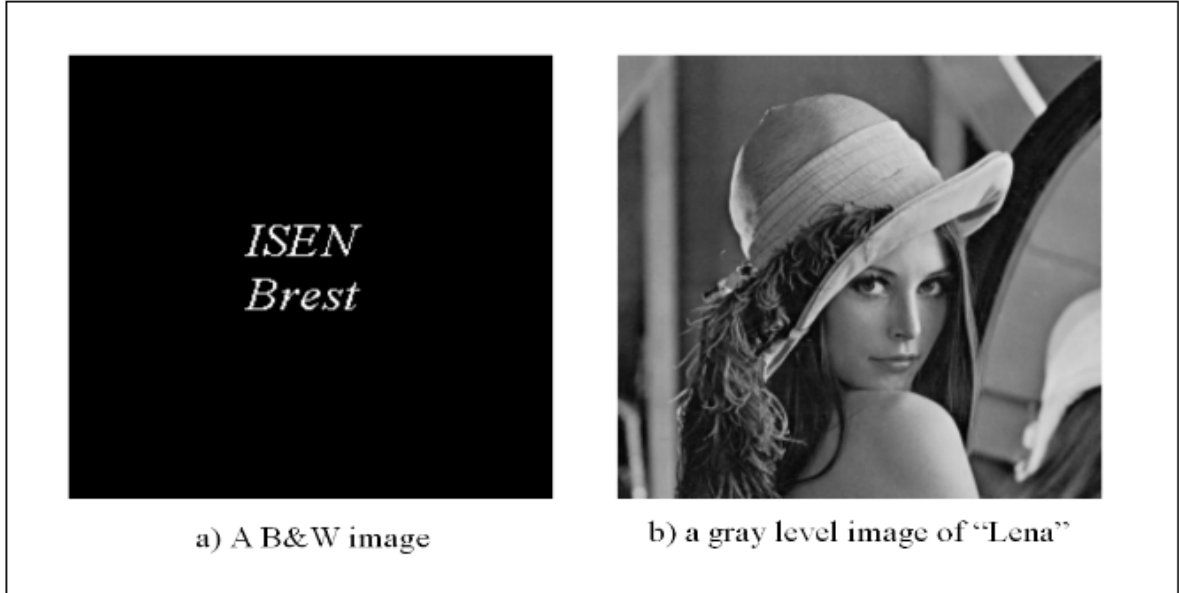 ISEN
Brest
a) A B&W image
b) a gray level image of “Lena”